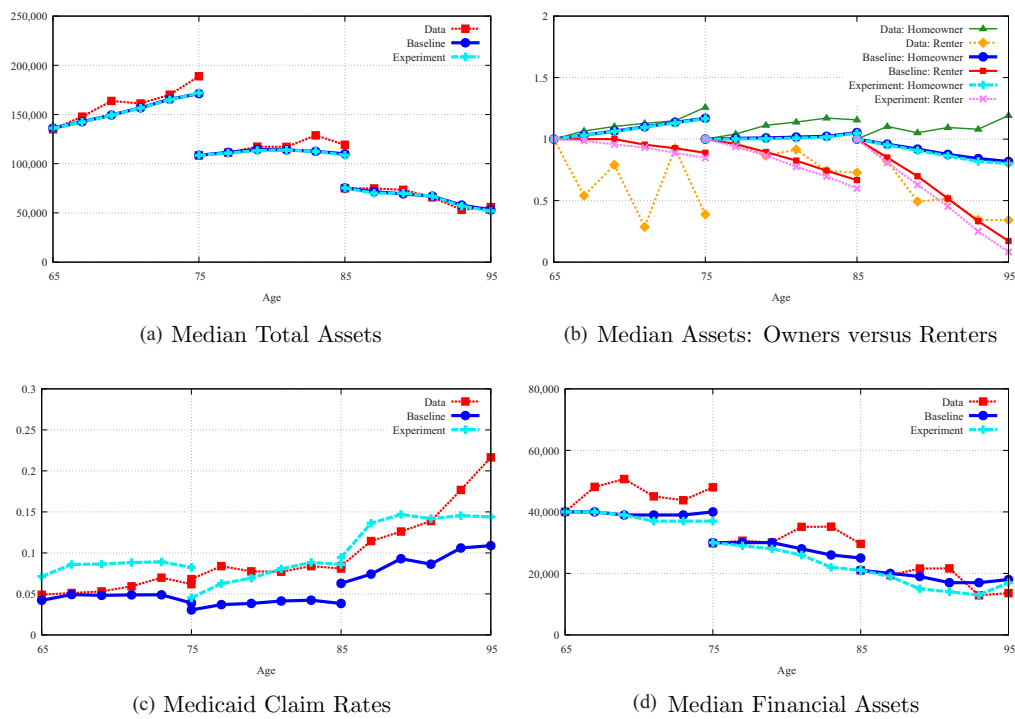 250,000
200,000
150,000
100,000
50,000
0
65
75
85
95
Age
Data
Baseline
Experiment
(a) Median Total Assets
2
1.5
1
0.5
0
65
75
85
95
Age
Data: Homeowner
Data: Renter
Baseline: Homeowner
Baseline: Renter
Experiment: Homeowner
Experiment: Renter
(b) Median Assets: Owners versus Renters
0.3
0.25
0.2
0.15
0.1
0.05
0
65
75
85
95
Age
Data
Baseline
Experiment
(c) Medicaid Claim Rates
80,000
60,000
40,000
20,000
0
65
75
85
95
Age
Data
Baseline
Experiment
(d) Median Financial Assets